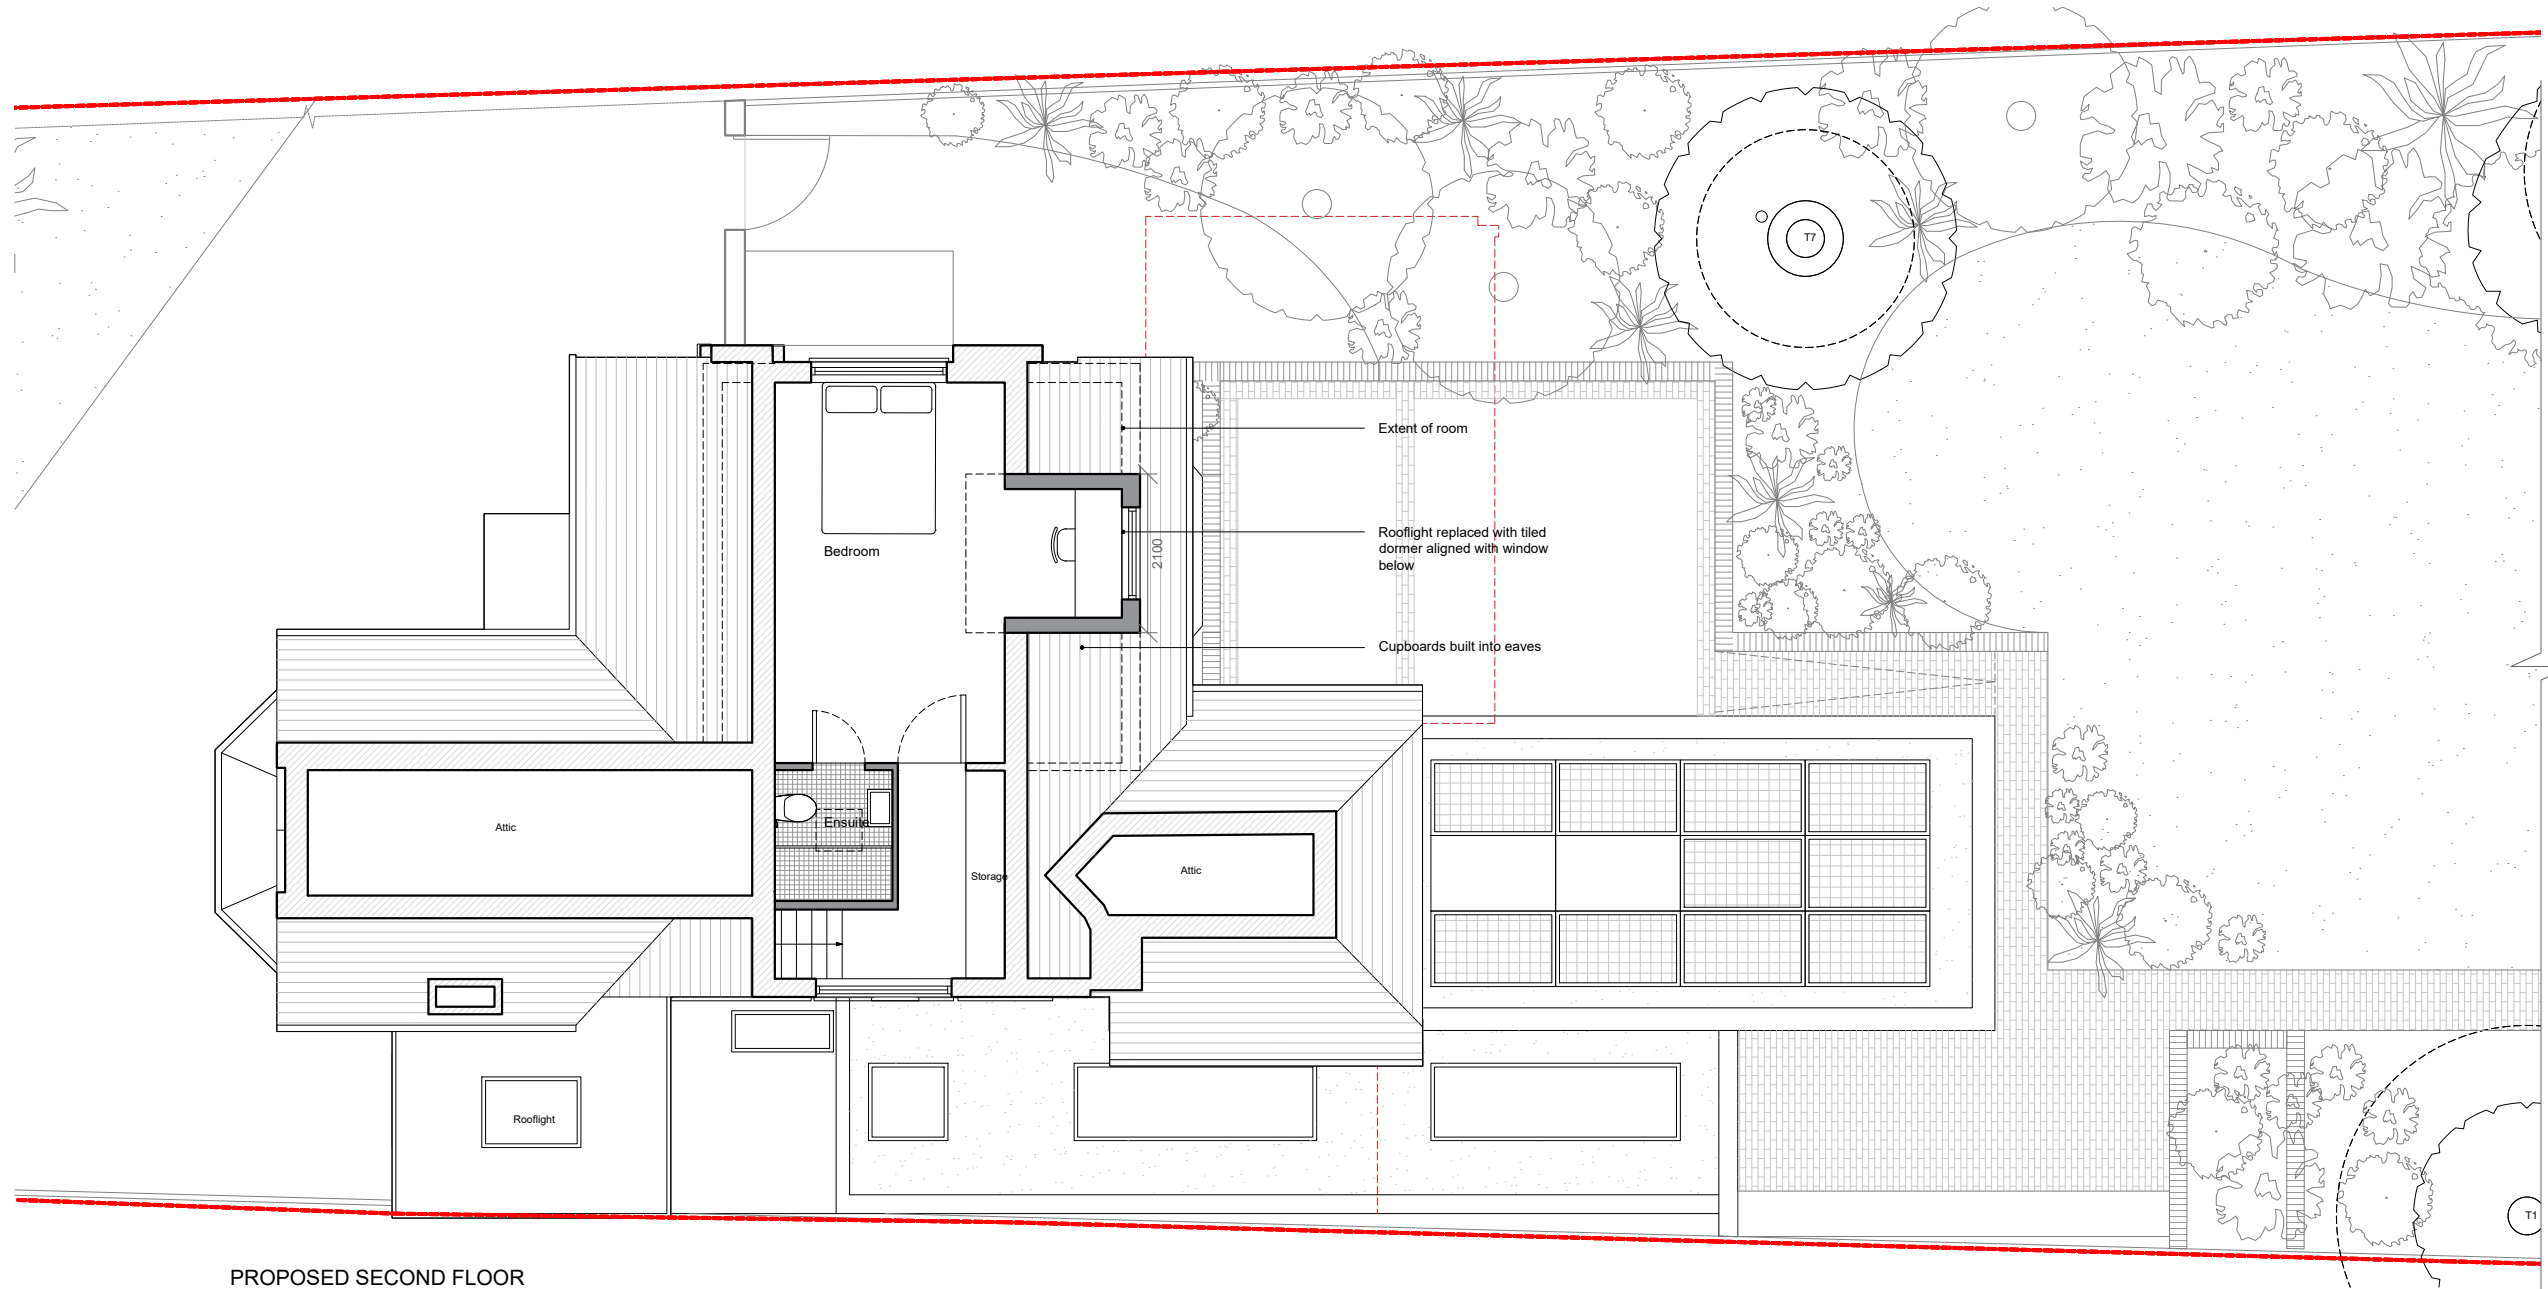 T7
Extent of room
Rooflight replaced with tiled
dormer aligned with window
below
2100
Bedroom
Cupboards built into eaves
Ensuite
Attic
Storage
Attic
Rooflight
T1
PROPOSED SECOND FLOOR